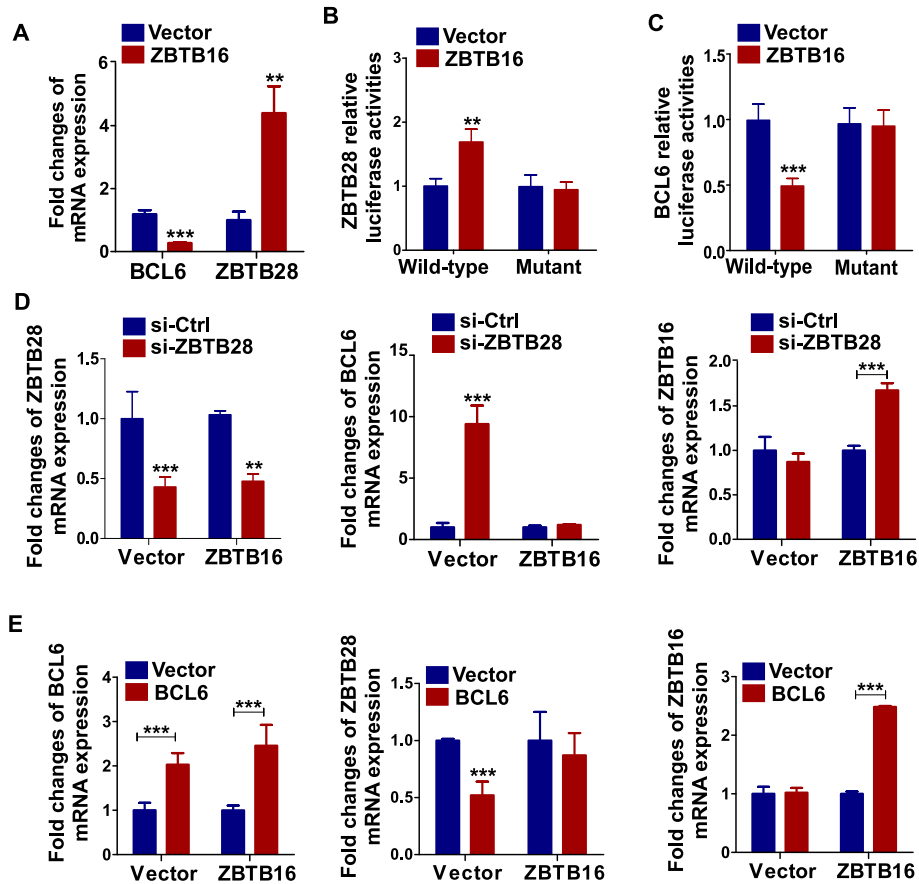 A
Vector
ZBTB16
Fold changes of
mRNA expression
6
4
2
0
***
**
BCL6
ZBTB28
B
Vector
ZBTB16
ZBTB28 relative
luciferase activities
3
2
1
0
**
Wild-type
Mutant
C
Vector
ZBTB16
BCL6 relative
luciferase activities
1.5
1.0
0.5
0.0
***
Wild-type
Mutant
D
si-Ctrl
si-ZBTB28
Fold changes of ZBTB28
mRNA expression
1.5
1.0
0.5
0.0
***
**
Vector
ZBTB16
si-Ctrl
si-ZBTB28
Fold changes of BCL6
mRNA expression
15
10
5
0
***
Vector
ZBTB16
si-Ctrl
si-ZBTB28
Fold changes of ZBTB16
mRNA expression
2.0
1.5
1.0
0.0
***
Vector
ZBTB16
E
Vector
BCL6
Fold changes of BCL6
mRNA expression
4
3
2
1
0
***
***
Vector
ZBTB16
Vector
BCL6
Fold changes of ZBTB28
mRNA expression
1.5
1.0
0.5
0.0
***
Vector
ZBTB16
Vector
BCL6
Fold changes of ZBTB16
mRNA expression
3
2
1
0
***
Vector
ZBTB16